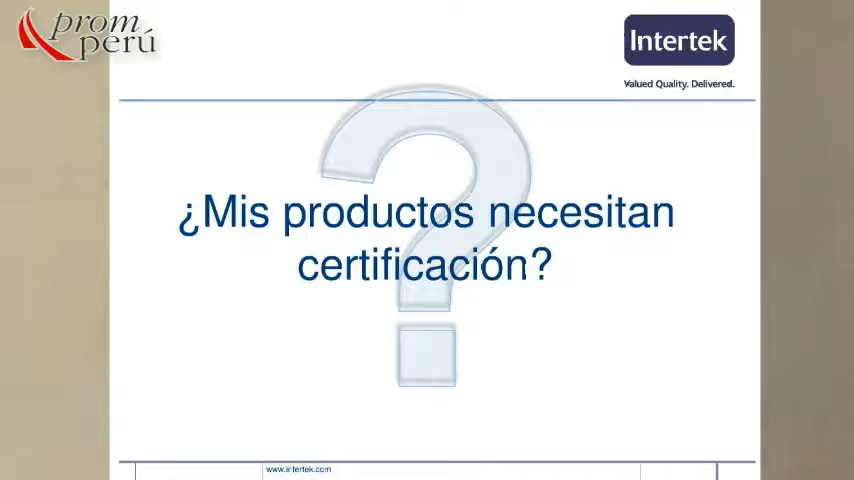 prom
perú
Intertek
Valued Quality. Delivered.
¿Mis productos necesitan
certificación?
www.intertek.com